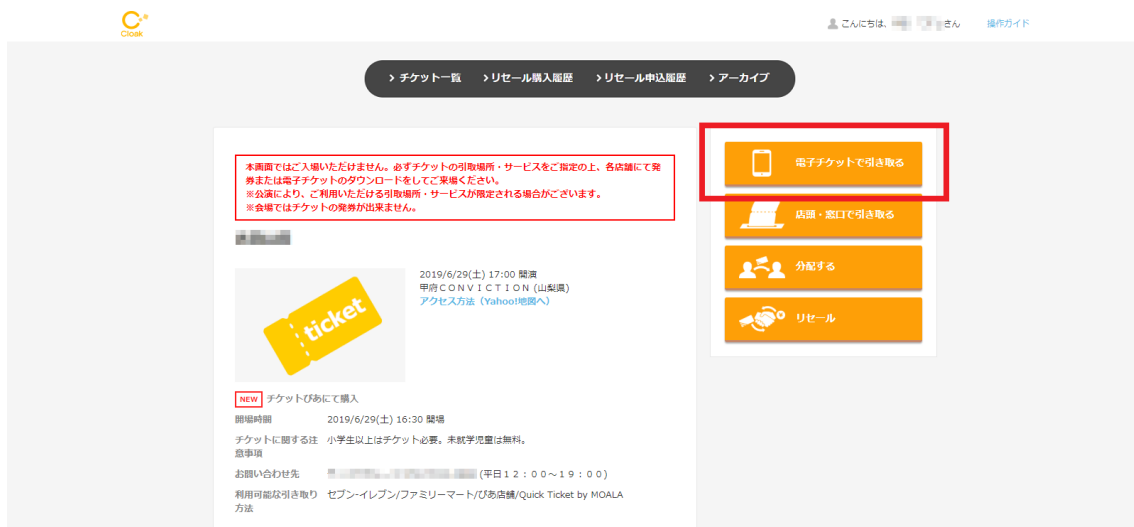 Cloak
こんにちは、
さん
操作ガイド
> チケット一覧 > リセール購入履歴 > リセール申込履歴 > アーカイブ
本画面ではご入場いただけません。必ずチケットの引取場所・サービスをご指定の上、各店舗にて発
券または電子チケットのダウンロードをしてご来場ください。
※公演により、ご利用いただける引取場所・サービスが限定される場合がございます。
※会場ではチケットの発券が出来ません。
ticket
2019/6/29(土) 17:00 開演
甲府ＣＯＮＶＩＣＴＩＯＮ (山梨県)
アクセス方法（Yahoo!地図へ）
NEW チケットぴあにて購入
開場時間 2019/6/29(土) 16:30 開場
チケットに関する注 小学生以上はチケット必要。未就学児童は無料。
意事項
お問い合わせ先 (平日１２：００～１９：００)
利用可能な引き取り セブン-イレブン/ファミリーマート/ぴあ店舗/Quick Ticket by MOALA
方法
電子チケットで引き取る
店頭・窓口で引き取る
分配する
リセール